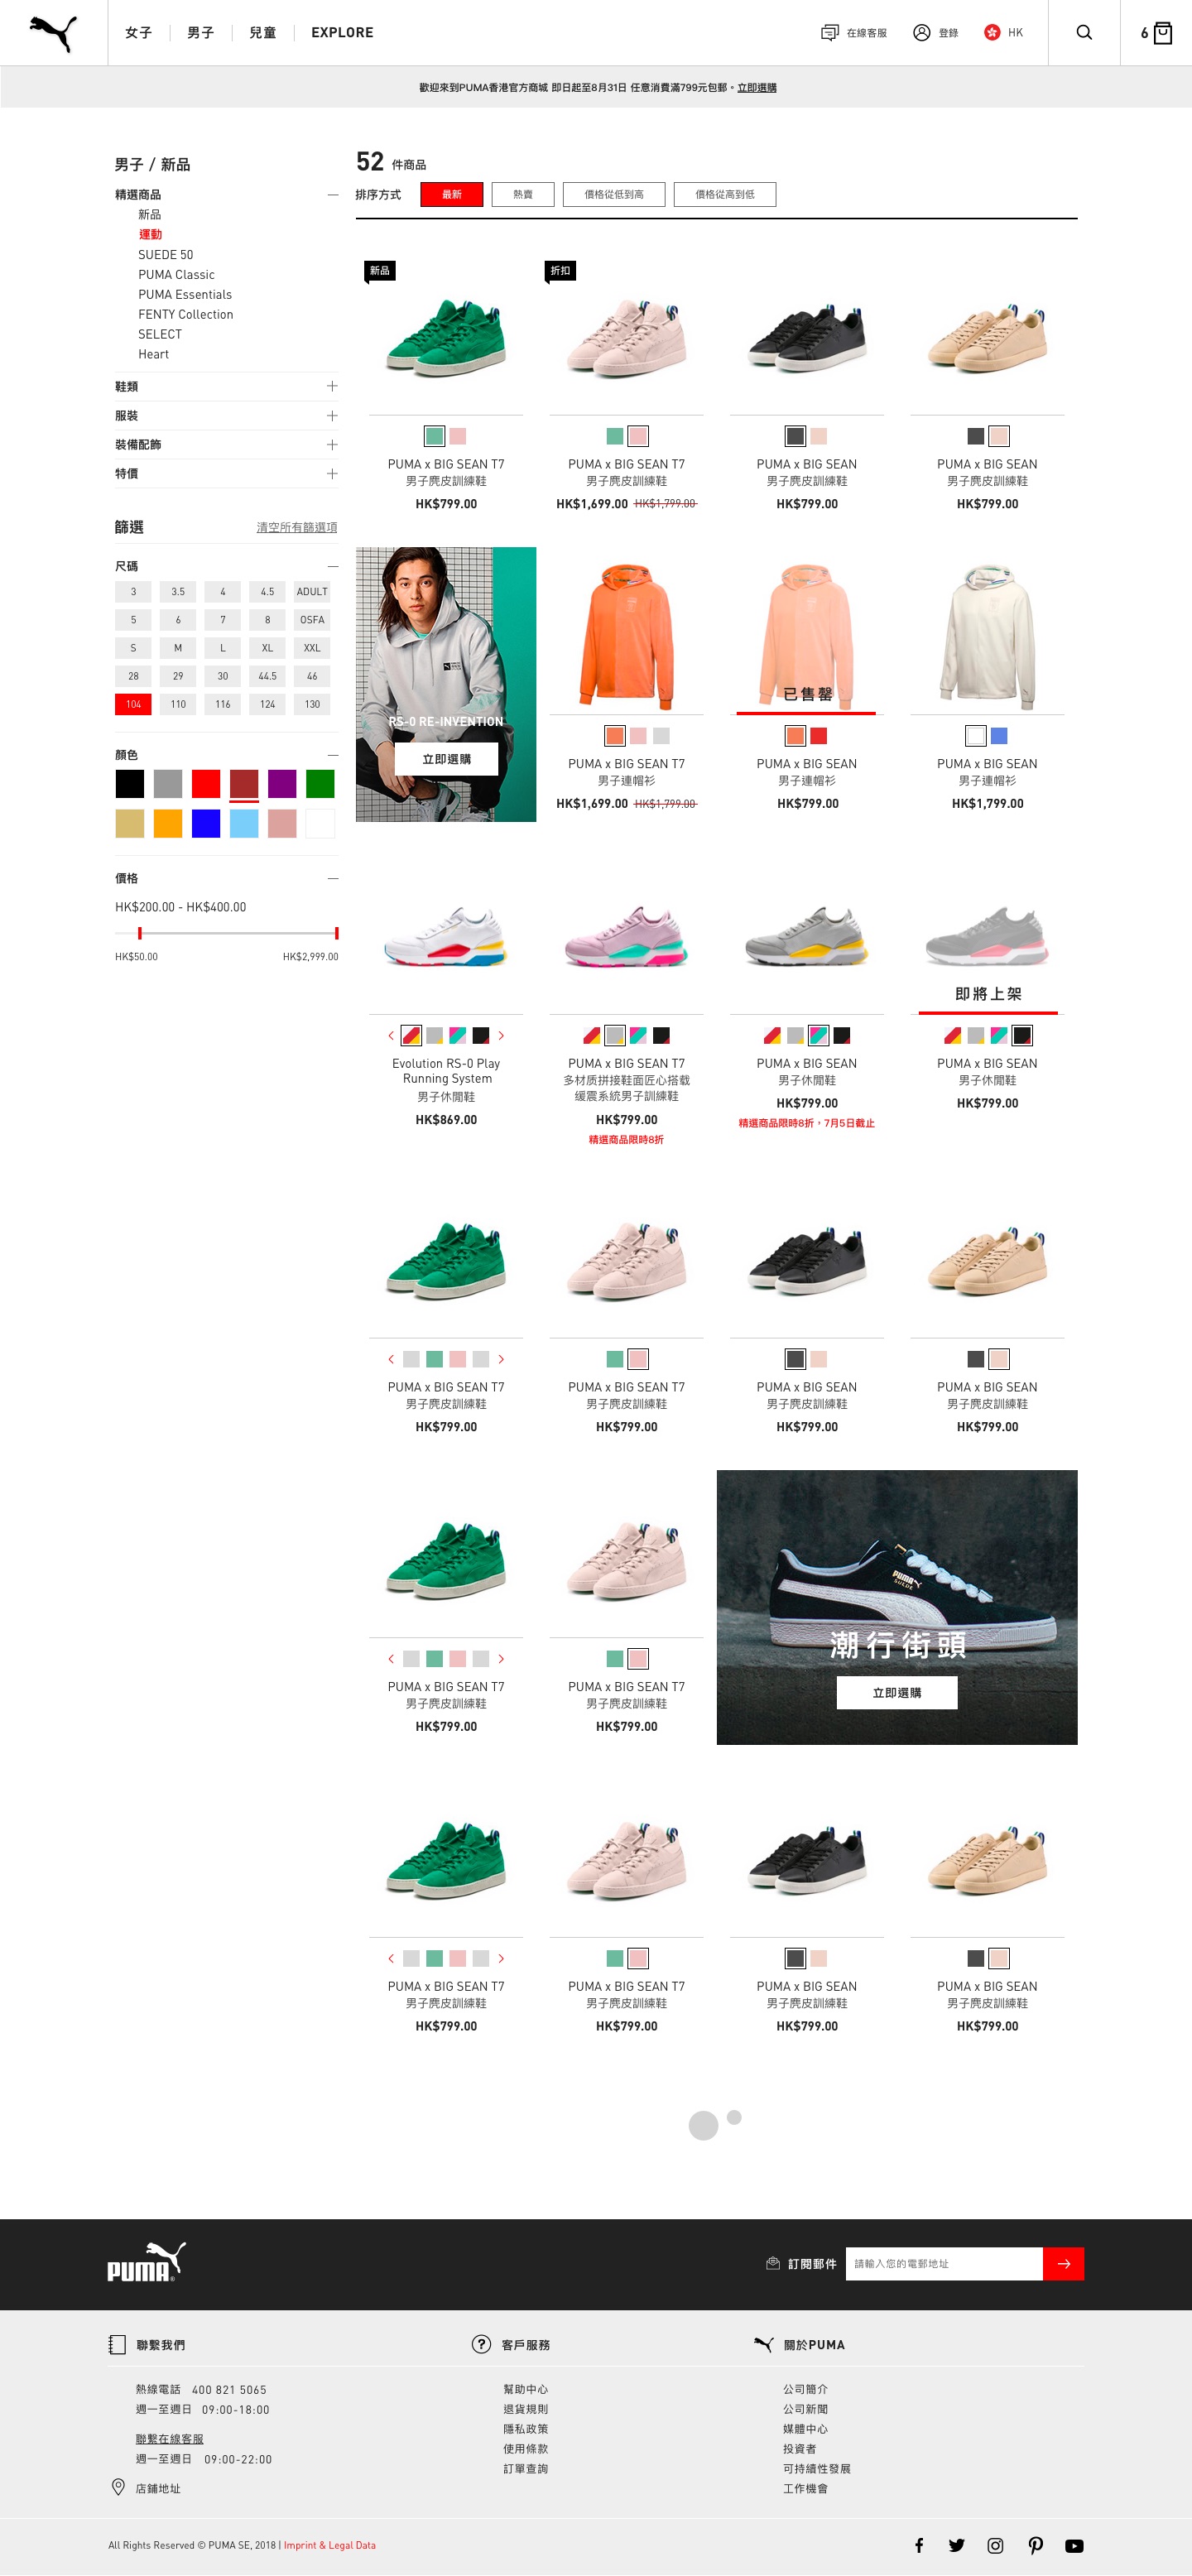 女子 男子 兒童 EXPLORE 在線客服 登錄 HK 6
歡迎來到PUMA香港官方商城 即日起至8月31日 任意消費滿799元包郵。立即選購
男子 / 新品
精選商品
新品
運動
SUEDE 50
PUMA Classic
PUMA Essentials
FENTY Collection
SELECT
Heart
鞋類
服裝
裝備配飾
特價
篩選 清空所有篩選項
尺碼
3 3.5 4 4.5 ADULT
5 6 7 8 OSFA
S M L XL XXL
28 29 30 44.5 46
104 110 116 124 130
顏色
價格
HK$200.00 - HK$400.00
HK$50.00 HK$2,999.00
52 件商品
排序方式 最新 熱賣 價格從低到高 價格從高到低
新品 折扣
PUMA x BIG SEAN T7 PUMA x BIG SEAN T7 PUMA x BIG SEAN PUMA x BIG SEAN
男子麂皮訓練鞋 男子麂皮訓練鞋 男子麂皮訓練鞋 男子麂皮訓練鞋
HK$799.00 HK$1,699.00 HK$1,799.00 HK$799.00 HK$799.00
RS-0 RE-INVENTION
立即選購
已售罄
PUMA x BIG SEAN T7 PUMA x BIG SEAN PUMA x BIG SEAN
男子連帽衫 男子連帽衫 男子連帽衫
HK$1,699.00 HK$1,799.00 HK$799.00 HK$1,799.00
即將上架
Evolution RS-0 Play PUMA x BIG SEAN T7 PUMA x BIG SEAN PUMA x BIG SEAN
Running System 多材质拼接鞋面匠心搭载 男子休閒鞋 男子休閒鞋
男子休閒鞋 缓震系統男子訓練鞋 HK$799.00 HK$799.00
HK$869.00 HK$799.00 精選商品限時8折，7月5日截止
精選商品限時8折
PUMA x BIG SEAN T7 PUMA x BIG SEAN T7 PUMA x BIG SEAN PUMA x BIG SEAN
男子麂皮訓練鞋 男子麂皮訓練鞋 男子麂皮訓練鞋 男子麂皮訓練鞋
HK$799.00 HK$799.00 HK$799.00 HK$799.00
PUMA
SUEDE
潮行街頭
立即選購
PUMA x BIG SEAN T7 PUMA x BIG SEAN T7
男子麂皮訓練鞋 男子麂皮訓練鞋
HK$799.00 HK$799.00
PUMA x BIG SEAN T7 PUMA x BIG SEAN T7 PUMA x BIG SEAN PUMA x BIG SEAN
男子麂皮訓練鞋 男子麂皮訓練鞋 男子麂皮訓練鞋 男子麂皮訓練鞋
HK$799.00 HK$799.00 HK$799.00 HK$799.00
PUMA® 訂閱郵件 請輸入您的電郵地址
聯繫我們
熱線電話 400 821 5065
週一至週日 09:00-18:00
聯繫在線客服
週一至週日 09:00-22:00
店鋪地址
客戶服務
幫助中心
退貨規則
隱私政策
使用條款
訂單查詢
關於PUMA
公司簡介
公司新聞
媒體中心
投資者
可持續性發展
工作機會
All Rights Reserved © PUMA SE, 2018 | Imprint & Legal Data